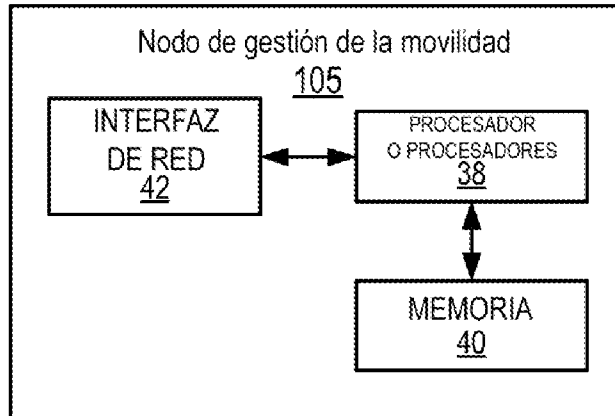 Nodo de gestión de la movilidad
105
INTERFAZ
DE RED
42
PROCESADOR
O PROCESADORES
38
MEMORIA
40